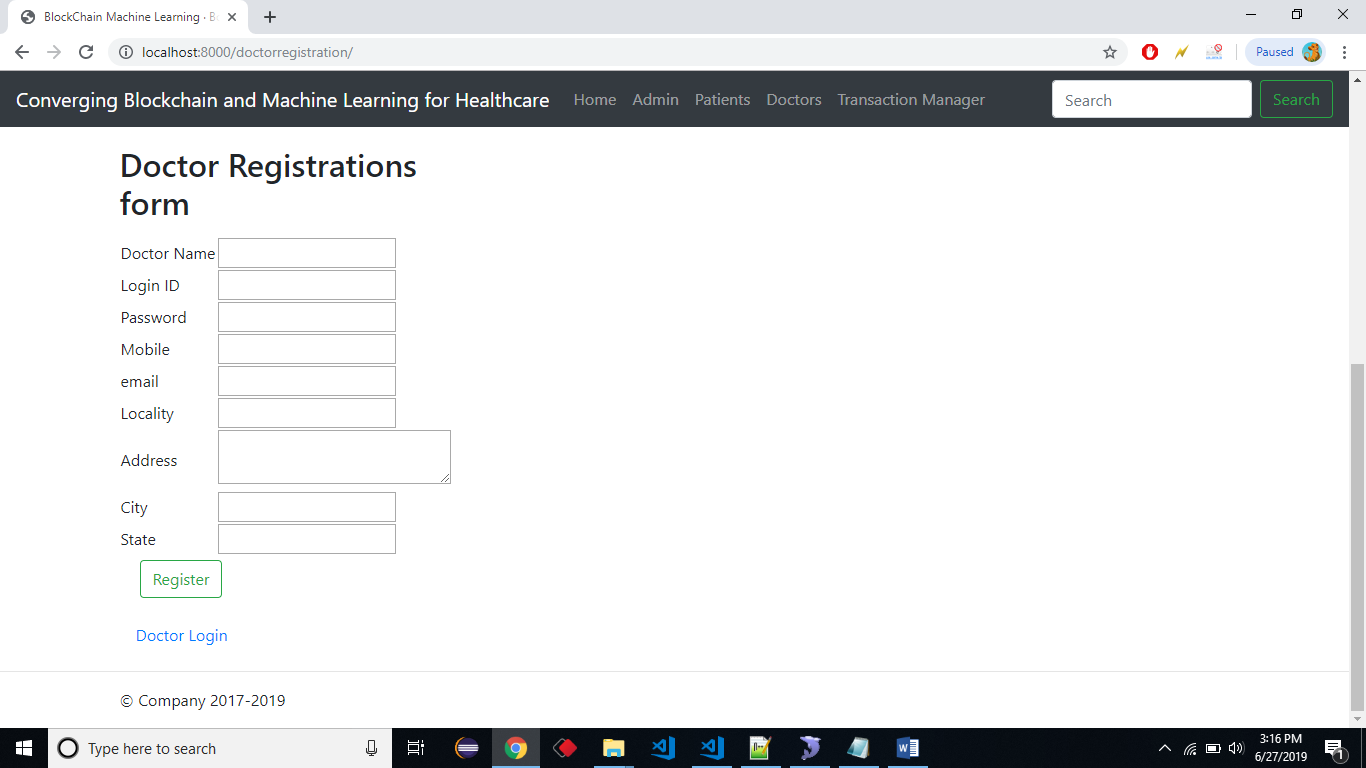 BlockChain Machine Learning · B
localhost:8000/doctorregistration/
Paused
Converging Blockchain and Machine Learning for Healthcare Home Admin Patients Doctors Transaction Manager Search Search
Doctor Registrations
form
Doctor Name
Login ID
Password
Mobile
email
Locality
Address
City
State
Register
Doctor Login
© Company 2017-2019
Type here to search
3:16 PM
6/27/2019
1